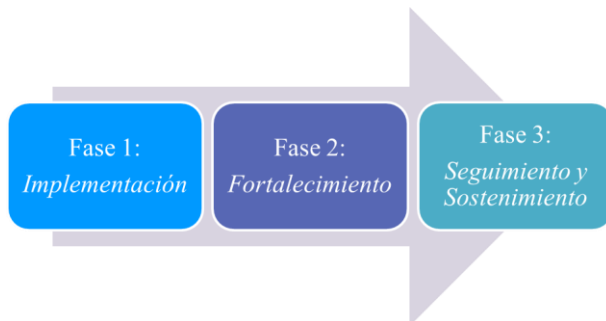 Fase 1:
Implementación
Fase 2:
Fortalecimiento
Fase 3:
Seguimiento y
Sostenimiento